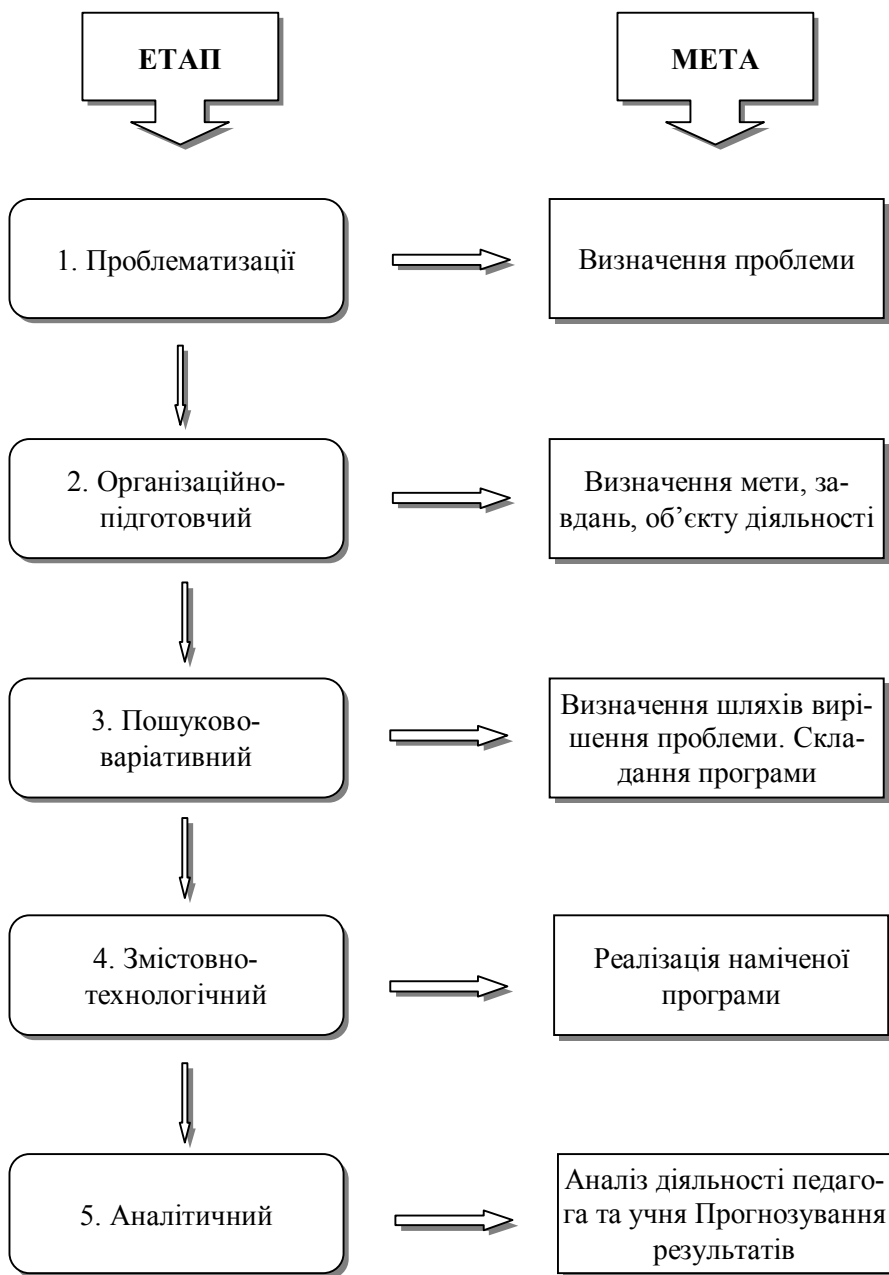 ЕТАП
МЕТА
1. Проблематизації
Визначення проблеми
2. Організаційно-
підготовчий
Визначення мети, за-
вдань, об’єкту діяльності
3. Пошуково-
варіативний
Визначення шляхів вирі-
шення проблеми. Скла-
дання програми
4. Змістовно-
технологічний
Реалізація наміченої
програми
5. Аналітичний
Аналіз діяльності педаго-
га та учня Прогнозування
результатів